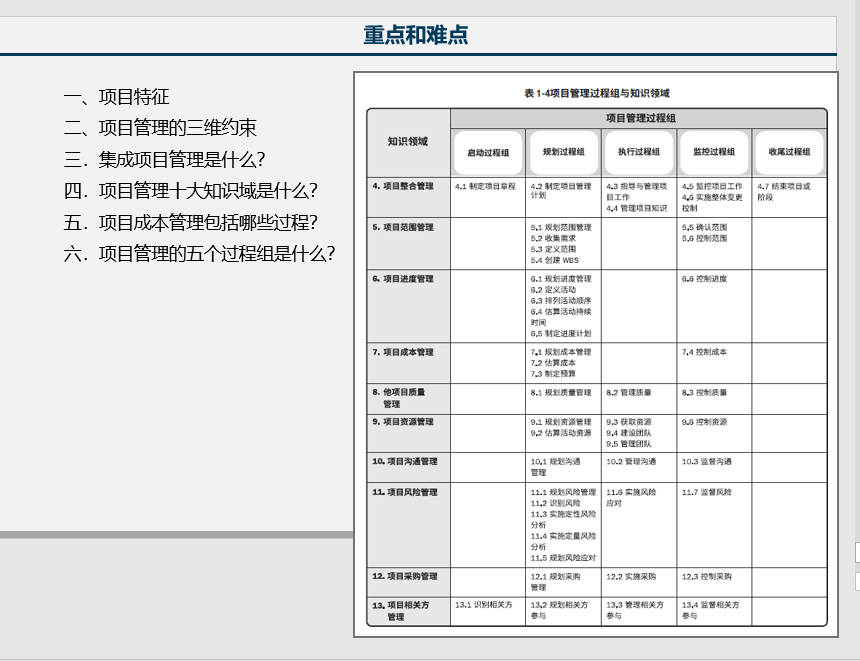 重点和难点
一、项目特征
二、项目管理的三维约束
三．集成项目管理是什么?
四．项目管理十大知识域是什么?
五．项目成本管理包括哪些过程?
六．项目管理的五个过程组是什么?
表 1-4项目管理过程组与知识领域
知识领域
项目管理过程组
启动过程组
规划过程组
执行过程组
监控过程组
收尾过程组
4. 项目整合管理
4.1 制定项目章程
4.2 制定项目管理
计划
4.3 指导与管理项
目工作
4.4 管理项目知识
4.5 监控项目工作
4.6 实施整体变更
控制
4.7 结束项目或
阶段
5. 项目范围管理
5.1 规划范围管理
5.2 收集需求
5.3 定义范围
5.4 创建 WBS
5.5 确认范围
5.6 控制范围
6. 项目进度管理
6.1 规划进度管理
6.2 定义活动
6.3 排列活动顺序
6.4 估算活动持续
时间
6.5 制定进度计划
6.6 控制进度
7. 项目成本管理
7.1 规划成本管理
7.2 估算成本
7.3 制定预算
7.4 控制成本
8. 他项目质量
管理
8.1 规划质量管理
8.2 管理质量
8.3 控制质量
9. 项目资源管理
9.1 规划资源管理
9.2 估算活动资源
9.3 获取资源
9.4 建设团队
9.5 管理团队
9.6 控制资源
10. 项目沟通管理
10.1 规划沟通
管理
10.2 管理沟通
10.3 监督沟通
11. 项目风险管理
11.1 规划风险管理
11.2 识别风险
11.3 实施定性风险
分析
11.4 实施定量风险
分析
11.5 规划风险应对
11.6 实施风险
应对
11.7 监督风险
12. 项目采购管理
12.1 规划采购
管理
12.2 实施采购
12.3 控制采购
13. 项目相关方
管理
13.1 识别相关方
13.2 规划相关方
参与
13.3 管理相关方
参与
13.4 监督相关方
参与